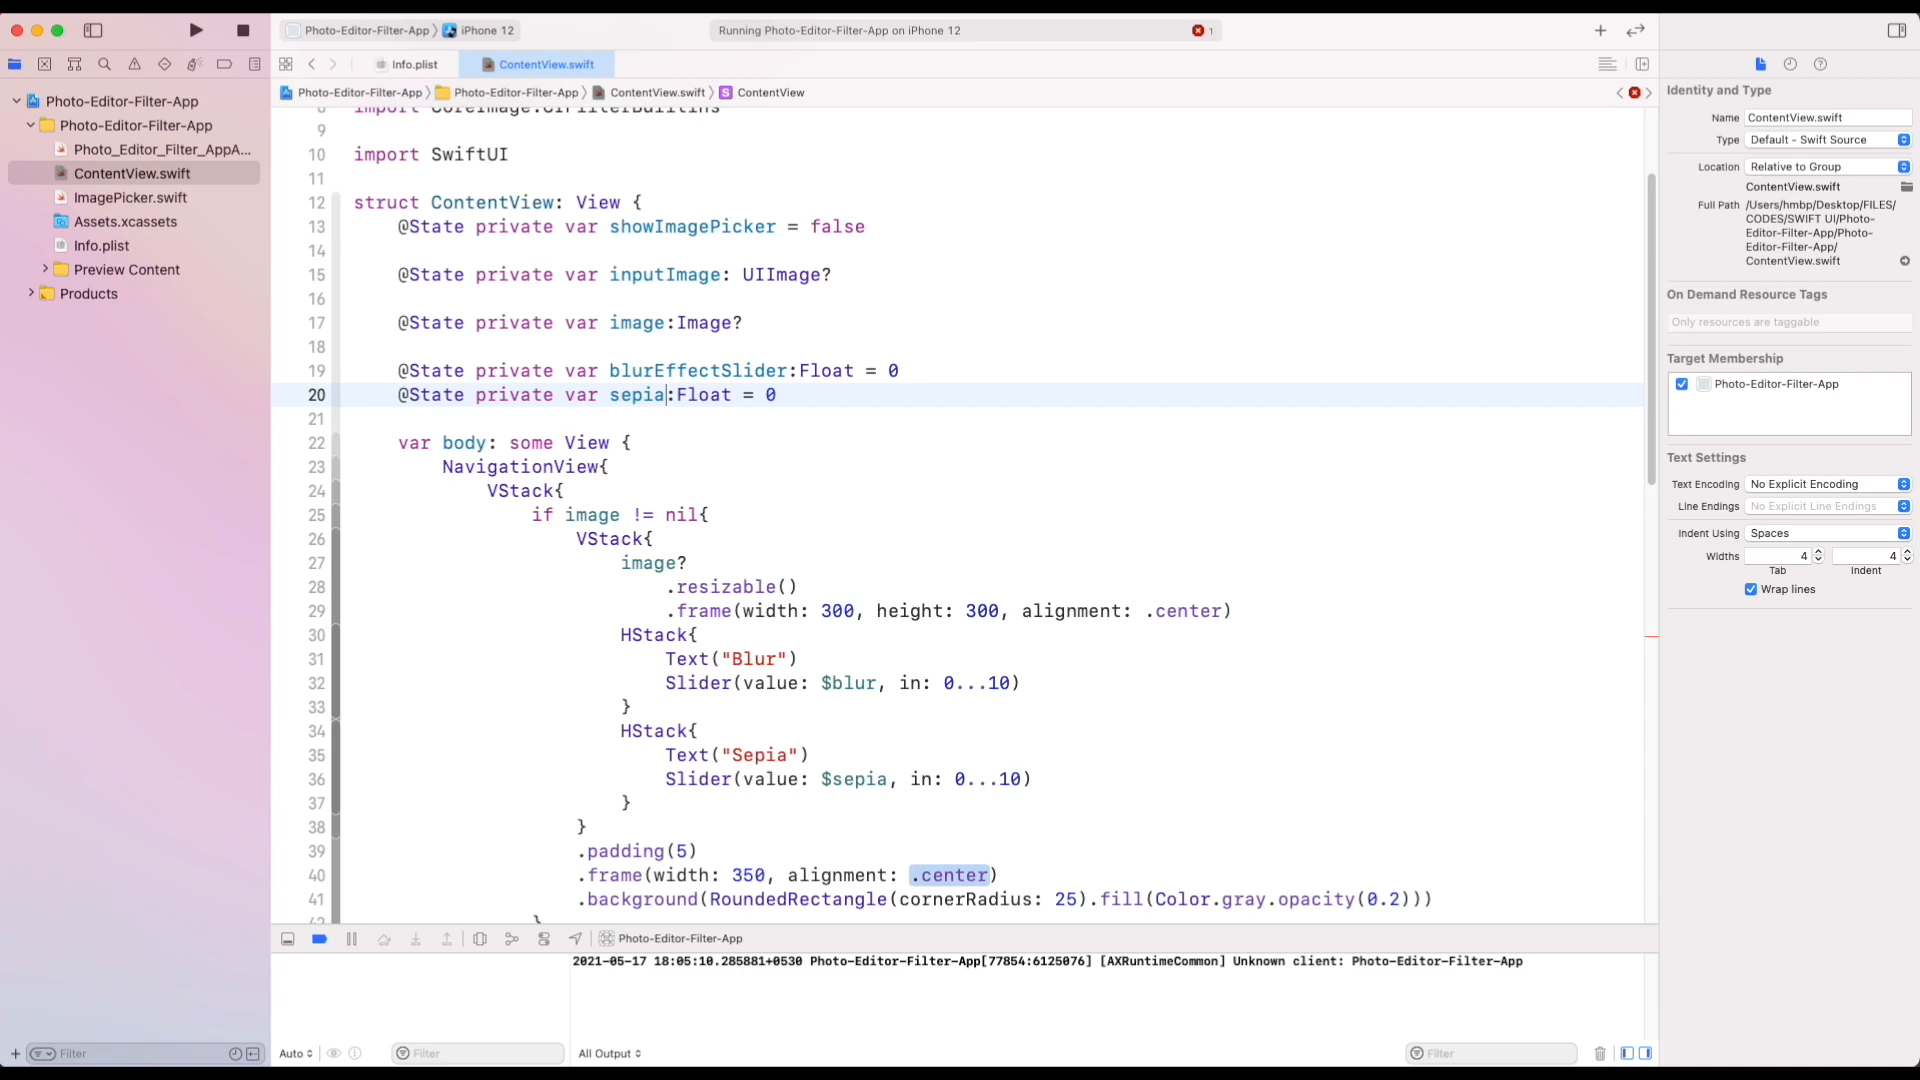 Photo-Editor-Filter-App
iPhone 12
Running Photo-Editor-Filter-App on iPhone 12
1
Info.plist
ContentView.swift
Photo-Editor-Filter-App
Photo-Editor-Filter-App
ContentView.swift
ContentView
Photo-Editor-Filter-App
Photo-Editor-Filter-App
Photo_Editor_Filter_AppA...
ContentView.swift
ImagePicker.swift
Assets.xcassets
Info.plist
Preview Content
Products
Filter
8 import CoreImage.CIFilterBuiltins
9
10 import SwiftUI
11
12 struct ContentView: View {
13 @State private var showImagePicker = false
14
15 @State private var inputImage: UIImage?
16
17 @State private var image:Image?
18
19 @State private var blurEffectSlider:Float = 0
20 @State private var sepia:Float = 0
21
22 var body: some View {
23 NavigationView{
24 VStack{
25 if image != nil{
26 VStack{
27 image?
28 .resizable()
29 .frame(width: 300, height: 300, alignment: .center)
30 HStack{
31 Text("Blur")
32 Slider(value: $blur, in: 0...10)
33 }
34 HStack{
35 Text("Sepia")
36 Slider(value: $sepia, in: 0...10)
37 }
38 }
39 .padding(5)
40 .frame(width: 350, alignment: .center)
41 .background(RoundedRectangle(cornerRadius: 25).fill(Color.gray.opacity(0.2)))
42 }
Photo-Editor-Filter-App
2021-05-17 18:05:10.285881+0530 Photo-Editor-Filter-App[77854:6125076] [AXRuntimeCommon] Unknown client: Photo-Editor-Filter-App
Auto
Filter
All Output
Filter
Identity and Type
Name ContentView.swift
Type Default - Swift Source
Location Relative to Group
ContentView.swift
Full Path /Users/hmbp/Desktop/FILES/
CODES/SWIFT UI/Photo-
Editor-Filter-App/Photo-
Editor-Filter-App/
ContentView.swift
On Demand Resource Tags
Only resources are taggable
Target Membership
Photo-Editor-Filter-App
Text Settings
Text Encoding No Explicit Encoding
Line Endings No Explicit Line Endings
Indent Using Spaces
Widths 4 4
Tab Indent
Wrap lines